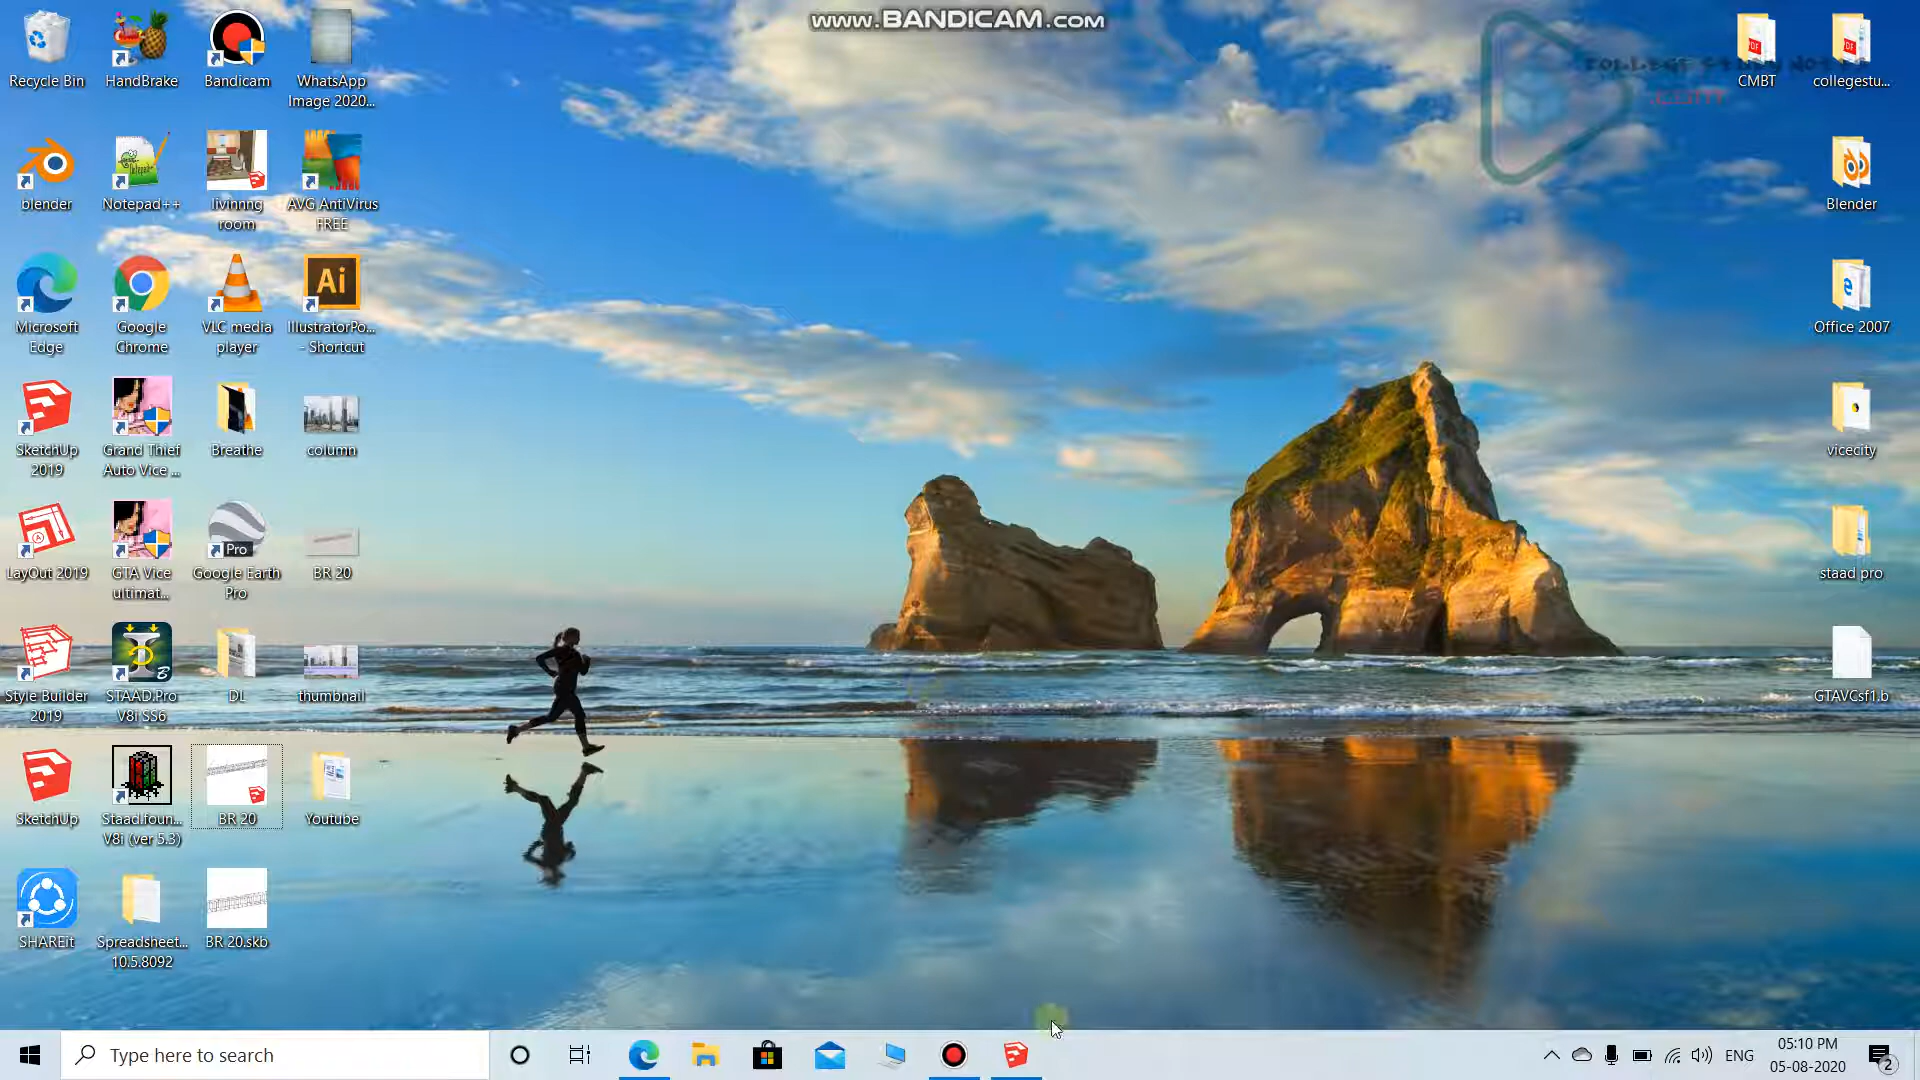 www.BANDICAM.com
Recycle Bin
HandBrake
Bandicam
WhatsApp
Image 2020...
CMBT
collegestu...
blender
Notepad++
livinnng
room
AVG AntiVirus
FREE
Blender
Microsoft
Edge
Google
Chrome
VLC media
player
Ai
IllustratorPo...
- Shortcut
Office 2007
SketchUp
2019
Grand Thief
Auto Vice ...
Breathe
column
vicecity
LayOut 2019
GTA Vice
ultimat...
Pro
Google Earth
Pro
BR 20
staad pro
Style Builder
2019
STAAD.Pro
V8i SS6
DL
thumbnail
GTAVCsf1.b
SketchUp
Staad.foun...
V8i (ver 5.3)
BR 20
Youtube
SHAREit
Spreadsheet...
10.5.8092
BR 20.skb
Type here to search
ENG
05:10 PM
05-08-2020
2